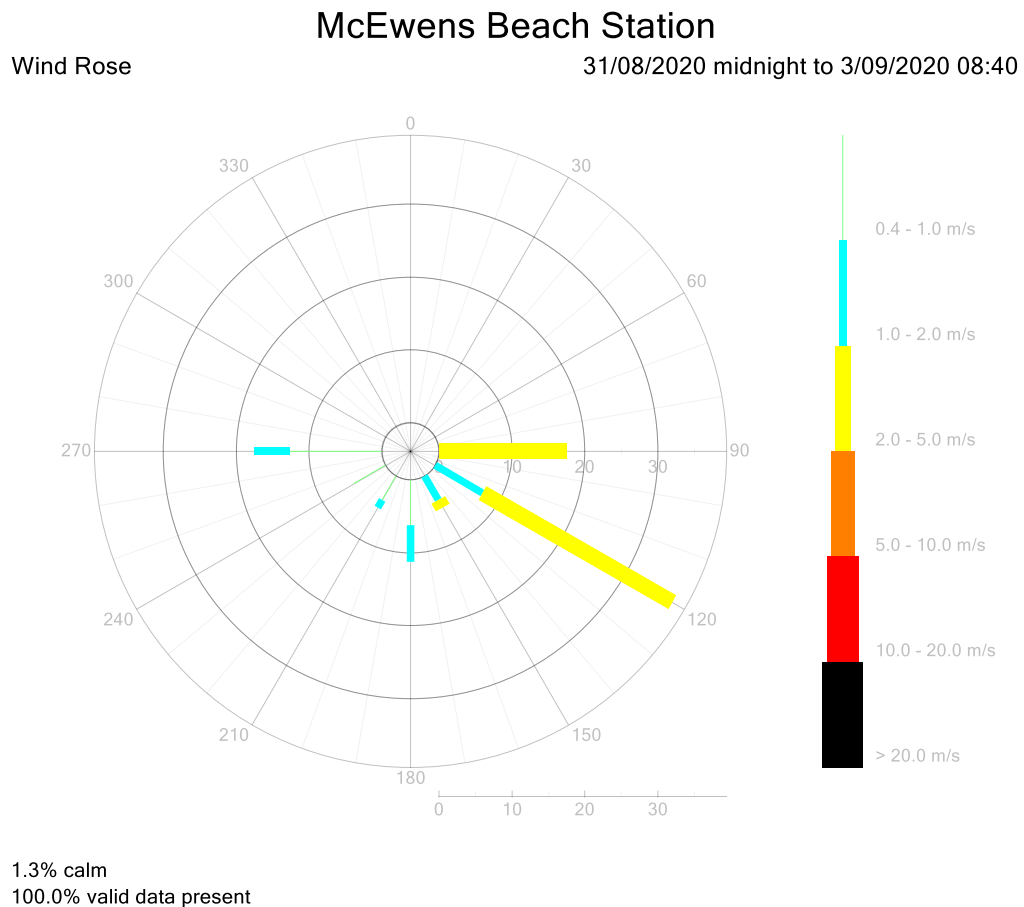 McEwens Beach Station
Wind Rose
31/08/2020 midnight to 3/09/2020 08:40
0
330
30
300
60
270
90
0
10
20
30
240
120
210
150
180
0
10
20
30
0.4 - 1.0 m/s
1.0 - 2.0 m/s
2.0 - 5.0 m/s
5.0 - 10.0 m/s
10.0 - 20.0 m/s
> 20.0 m/s
1.3% calm
100.0% valid data present